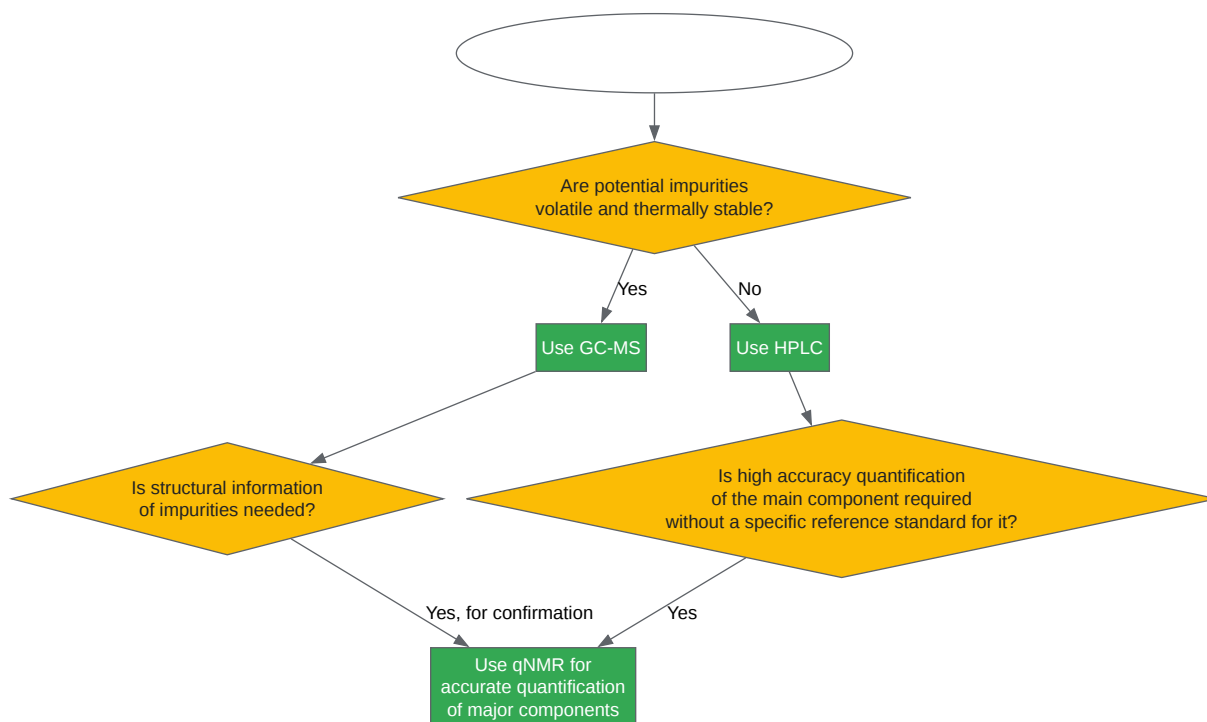 Are potential impurities
volatile and thermally stable?
Yes
No
Use GC-MS
Use HPLC
Is structural information
of impurities needed?
Is high accuracy quantification
of the main component required
without a specific reference standard for it?
Yes, for confirmation
Yes
Use qNMR for
accurate quantification
of major components